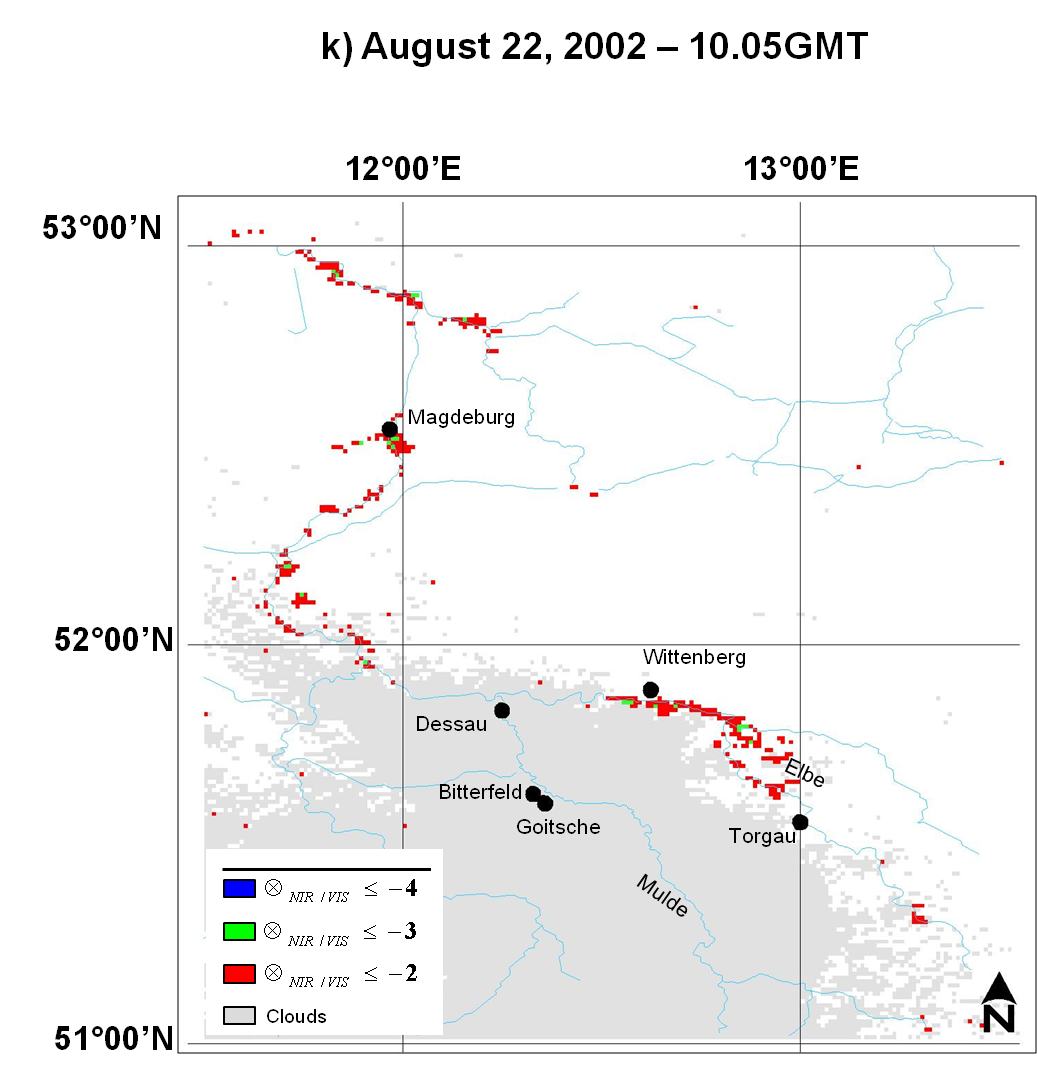 k) August 22, 2002 – 10.05GMT
12°00’E
13°00’E
53°00’N
Magdeburg
52°00’N
Wittenberg
Dessau
Elbe
Bitterfeld
Goitsche
Torgau
Mulde
⊗ NIR / VIS ≤ −4
⊗ NIR / VIS ≤ −3
⊗ NIR / VIS ≤ −2
Clouds
N
51°00’N